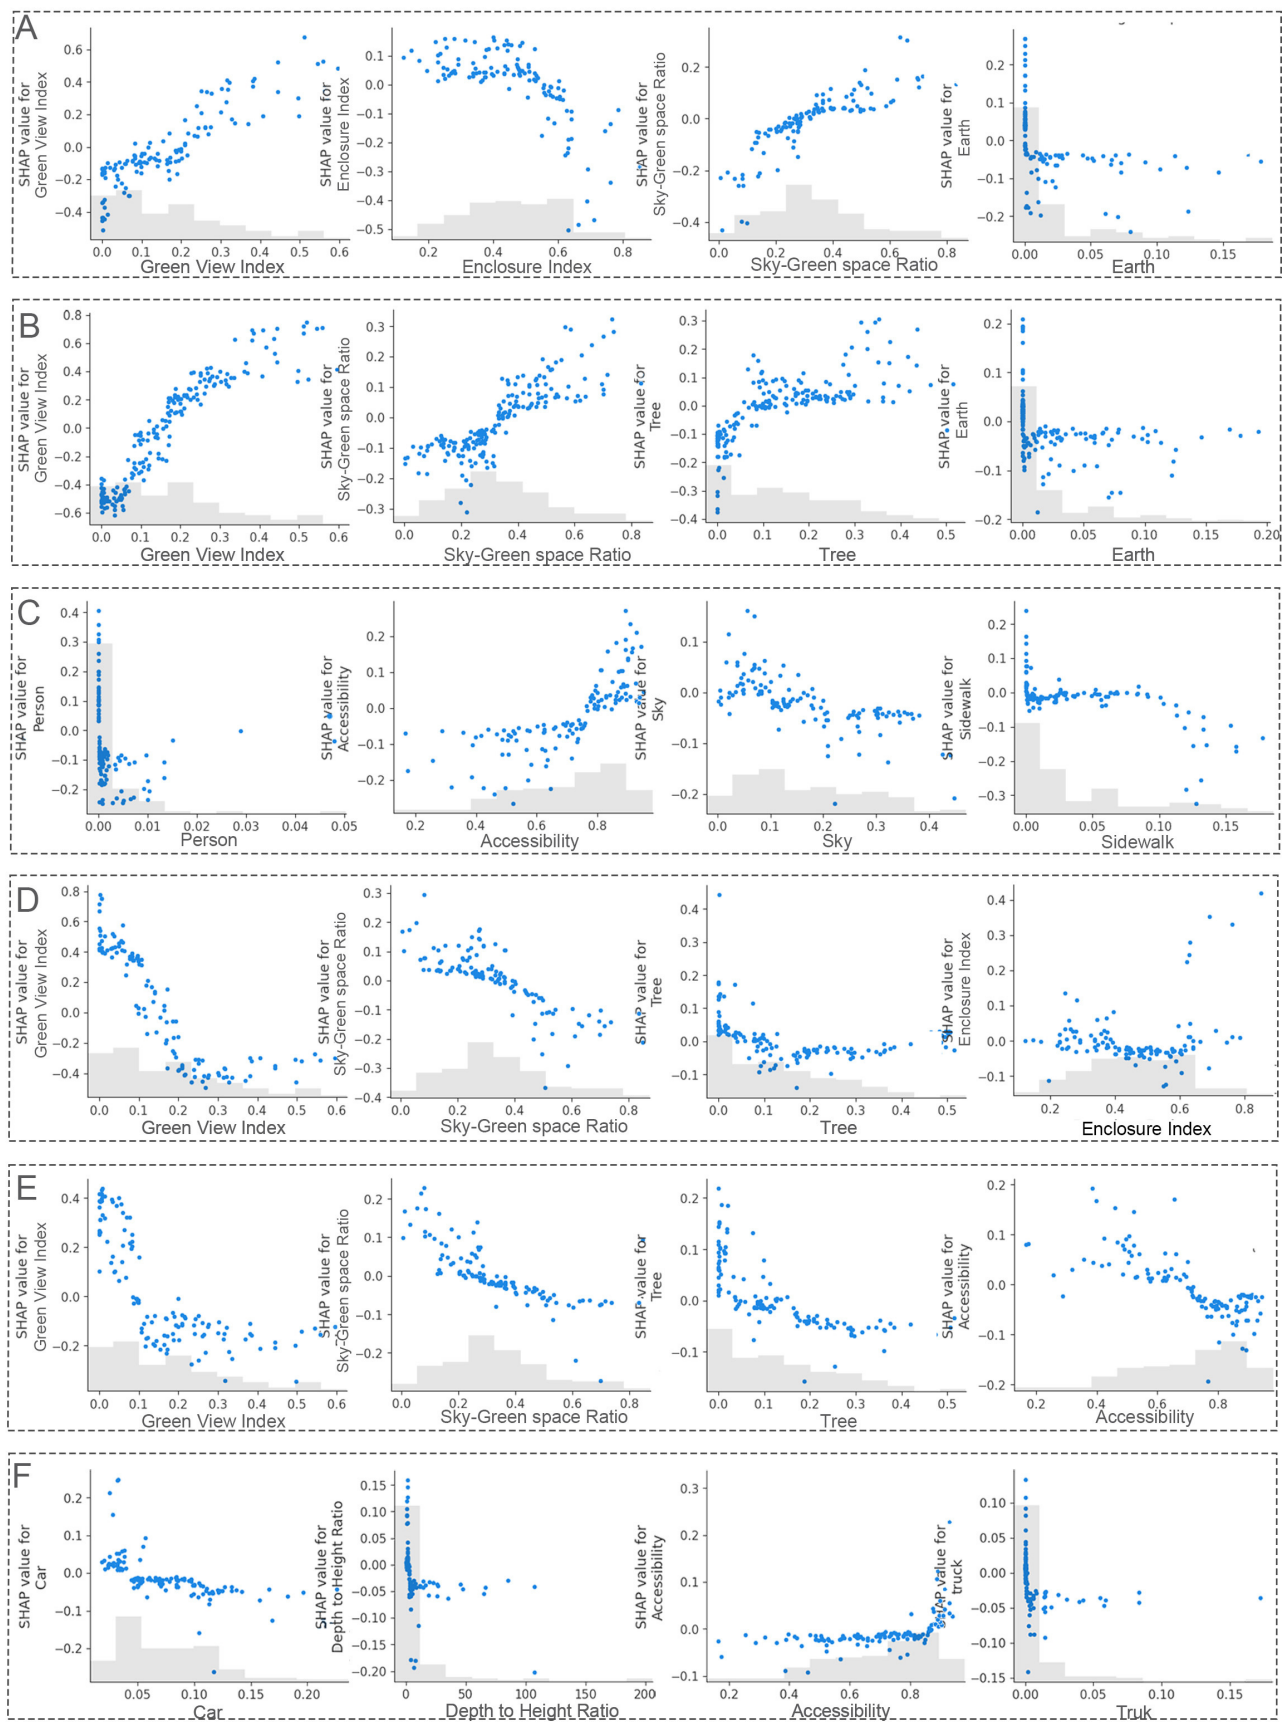 A
SHAP value for
Green View Index
0.6
0.4
0.2
0.0
−0.2
−0.4
0.0 0.1 0.2 0.3 0.4 0.5 0.6
Green View Index
SHAP value for
Enclosure Index
0.1
0.0
−0.1
−0.2
−0.3
−0.4
−0.5
0.2 0.4 0.6 0.8
Enclosure Index
SHAP value for
Sky-Green space Ratio
0.2
0.0
−0.2
−0.4
0.0 0.2 0.4 0.6 0.8
Sky-Green space Ratio
SHAP value for
Earth
0.2
0.1
0.0
−0.1
−0.2
0.00 0.05 0.10 0.15
Earth
B
SHAP value for
Green View Index
0.8
0.6
0.4
0.2
0.0
−0.2
−0.4
−0.6
0.0 0.1 0.2 0.3 0.4 0.5 0.6
Green View Index
SHAP value for
Sky-Green space Ratio
0.3
0.2
0.1
0.0
−0.1
−0.2
−0.3
0.0 0.2 0.4 0.6 0.8
Sky-Green space Ratio
SHAP value for
Tree
0.3
0.2
0.1
0.0
−0.1
−0.2
−0.3
−0.4
0.0 0.1 0.2 0.3 0.4 0.5
Tree
SHAP value for
Earth
0.2
0.1
0.0
−0.1
−0.2
0.00 0.05 0.10 0.15 0.20
Earth
C
SHAP value for
Person
0.4
0.3
0.2
0.1
0.0
−0.1
−0.2
0.00 0.01 0.02 0.03 0.04 0.05
Person
SHAP value for
Accessibility
0.2
0.1
0.0
−0.1
−0.2
0.2 0.4 0.6 0.8
Accessibility
SHAP value for
Sky
0.1
0.0
−0.1
−0.2
0.0 0.1 0.2 0.3 0.4
Sky
SHAP value for
Sidewalk
0.2
0.1
0.0
−0.1
−0.2
−0.3
0.00 0.05 0.10 0.15
Sidewalk
D
SHAP value for
Green View Index
0.8
0.6
0.4
0.2
0.0
−0.2
−0.4
0.0 0.1 0.2 0.3 0.4 0.5 0.6
Green View Index
SHAP value for
Sky-Green space Ratio
0.3
0.2
0.1
0.0
−0.1
−0.2
−0.3
−0.4
0.0 0.2 0.4 0.6 0.8
Sky-Green space Ratio
SHAP value for
Tree
0.4
0.3
0.2
0.1
0.0
−0.1
0.0 0.1 0.2 0.3 0.4 0.5
Tree
SHAP value for
Enclosure Index
0.4
0.3
0.2
0.1
0.0
−0.1
0.2 0.4 0.6 0.8
Enclosure Index
E
SHAP value for
Green View Index
0.4
0.2
0.0
−0.2
0.0 0.1 0.2 0.3 0.4 0.5 0.6
Green View Index
SHAP value for
Sky-Green space Ratio
0.2
0.1
0.0
−0.1
−0.2
0.0 0.2 0.4 0.6 0.8
Sky-Green space Ratio
SHAP value for
Tree
0.2
0.1
0.0
−0.1
0.0 0.1 0.2 0.3 0.4 0.5
Tree
SHAP value for
Accessibility
0.2
0.1
0.0
−0.1
−0.2
0.2 0.4 0.6 0.8
Accessibility
F
SHAP value for
Car
0.2
0.1
0.0
−0.1
−0.2
0.05 0.10 0.15 0.20
Car
SHAP value for
Depth to Height Ratio
0.15
0.10
0.05
0.00
−0.05
−0.10
−0.15
−0.20
0 50 100 150 200
Depth to Height Ratio
SHAP value for
Accessibility
0.3
0.2
0.1
0.0
−0.1
0.2 0.4 0.6 0.8
Accessibility
SHAP value for
truck
0.10
0.05
0.00
−0.05
−0.10
−0.15
0.00 0.05 0.10 0.15
Truk